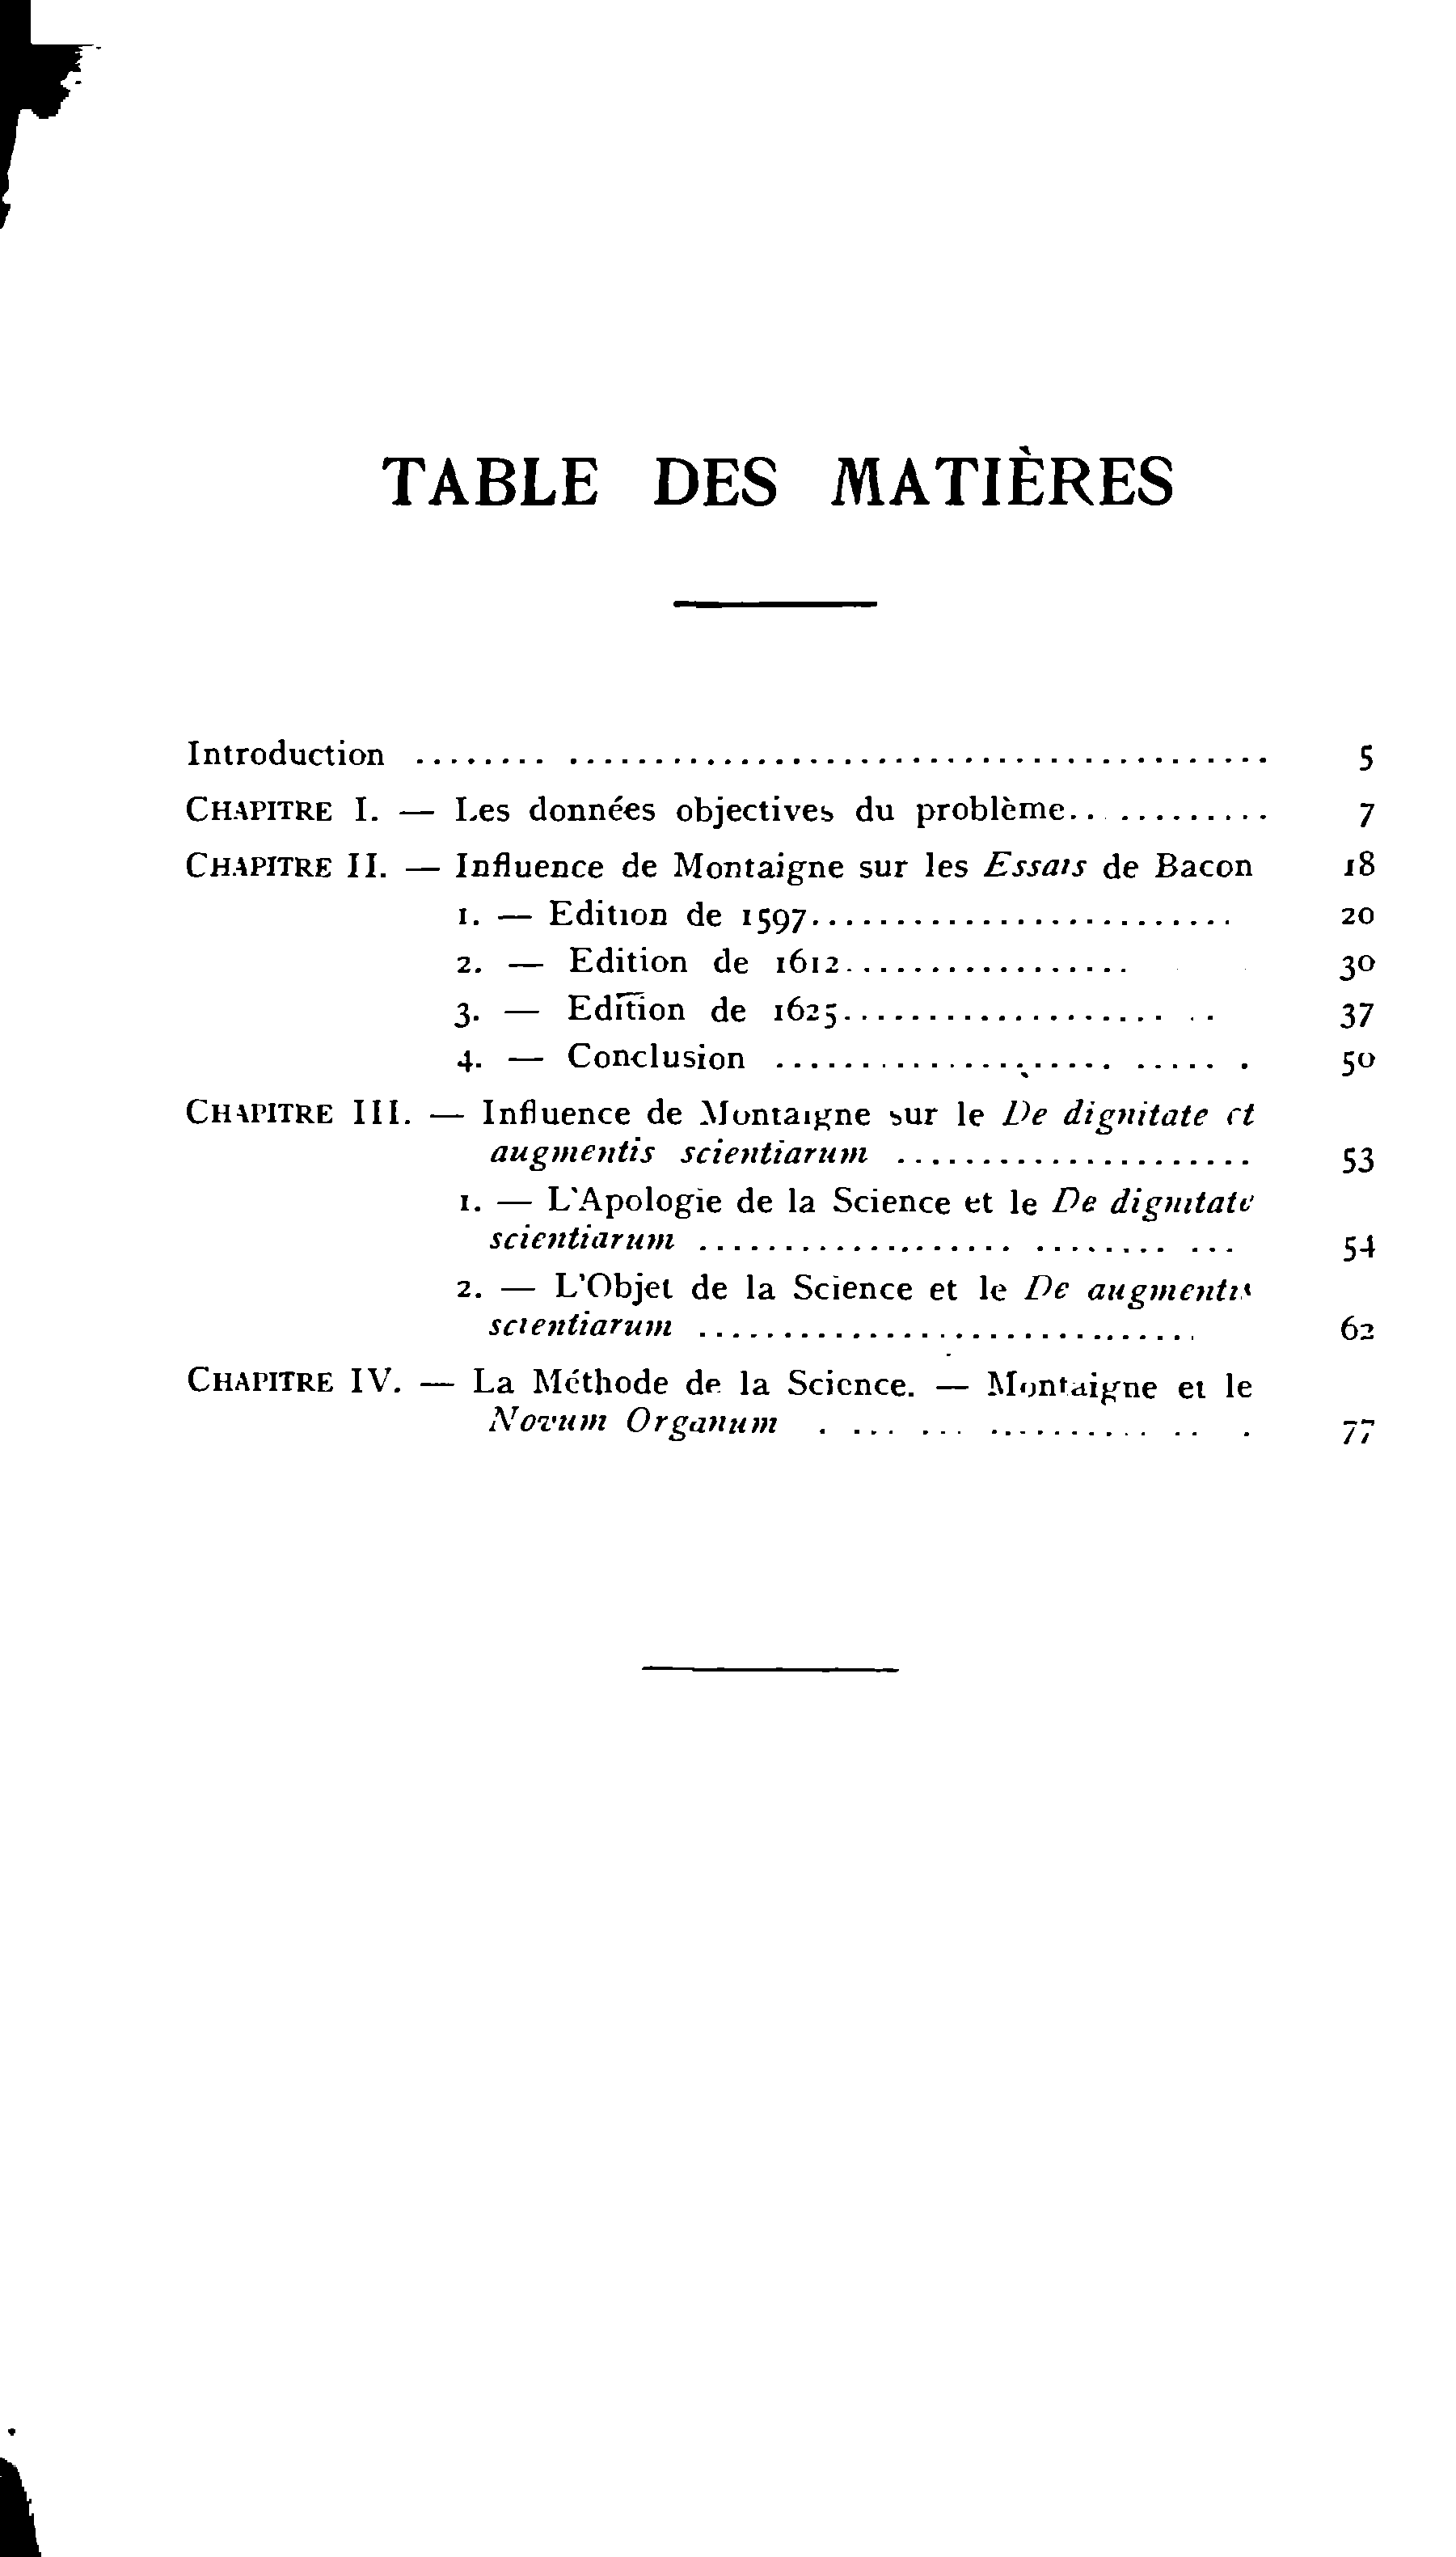 TABLE DES MATIÈRES
Introduction ................................................ 5
CHAPITRE I. — Les données objectives du problème............ 7
CHAPITRE II. — Influence de Montaigne sur les Essais de Bacon 18
1. — Edition de 1597......................... 20
2. — Edition de 1612................. 30
3. — Edition de 1625..................... 37
4. — Conclusion .......................... 50
CHAPITRE III. — Influence de Montaigne sur le De dignitate et
augmentis scientiarum ..................... 53
1. — L'Apologie de la Science et le De dignitate
scientiarum .............................. 54
2. — L'Objet de la Science et le De augmentis
scientiarum .............................. 62
CHAPITRE IV. — La Méthode de la Science. — Montaigne et le
Novum Organum ....................... 77